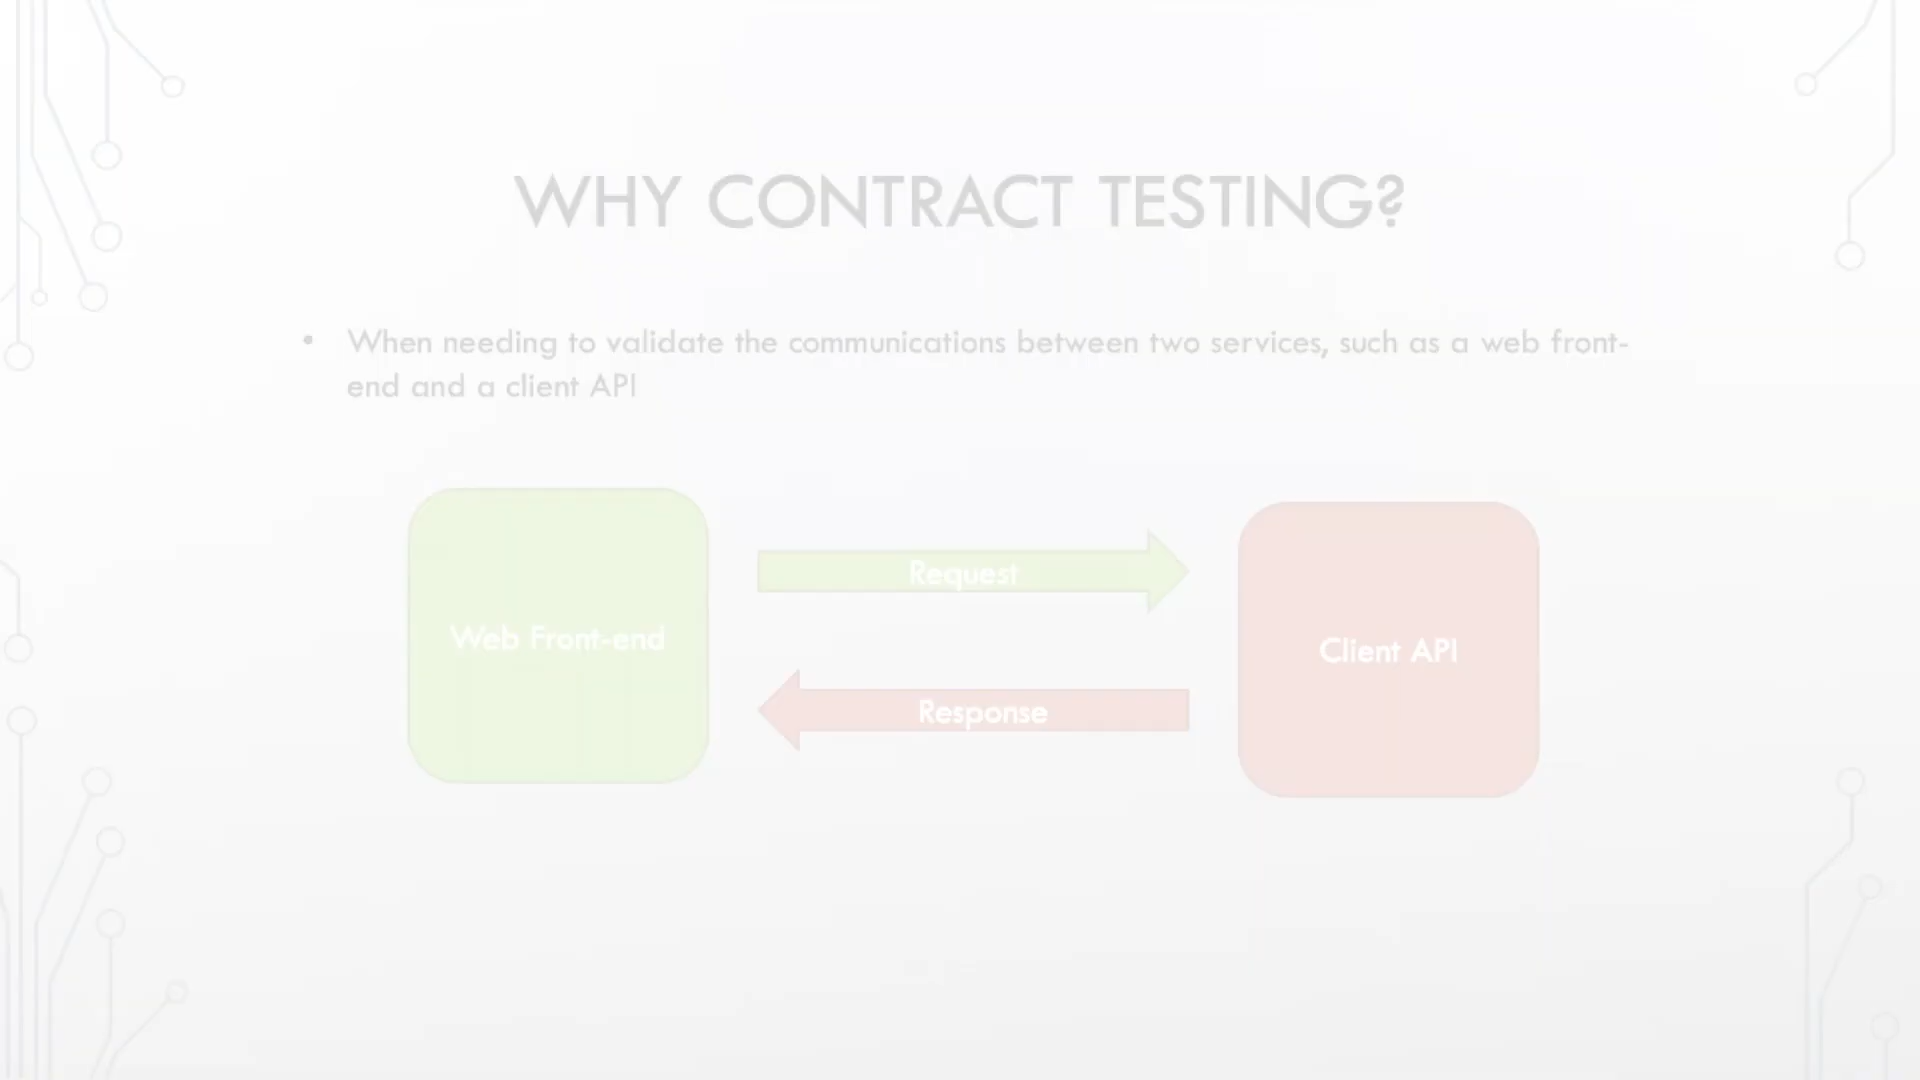 WHY CONTRACT TESTING?
• When needing to validate the communications between two services, such as a web front-
end and a client API
Web Front-end
Request
Response
Client API